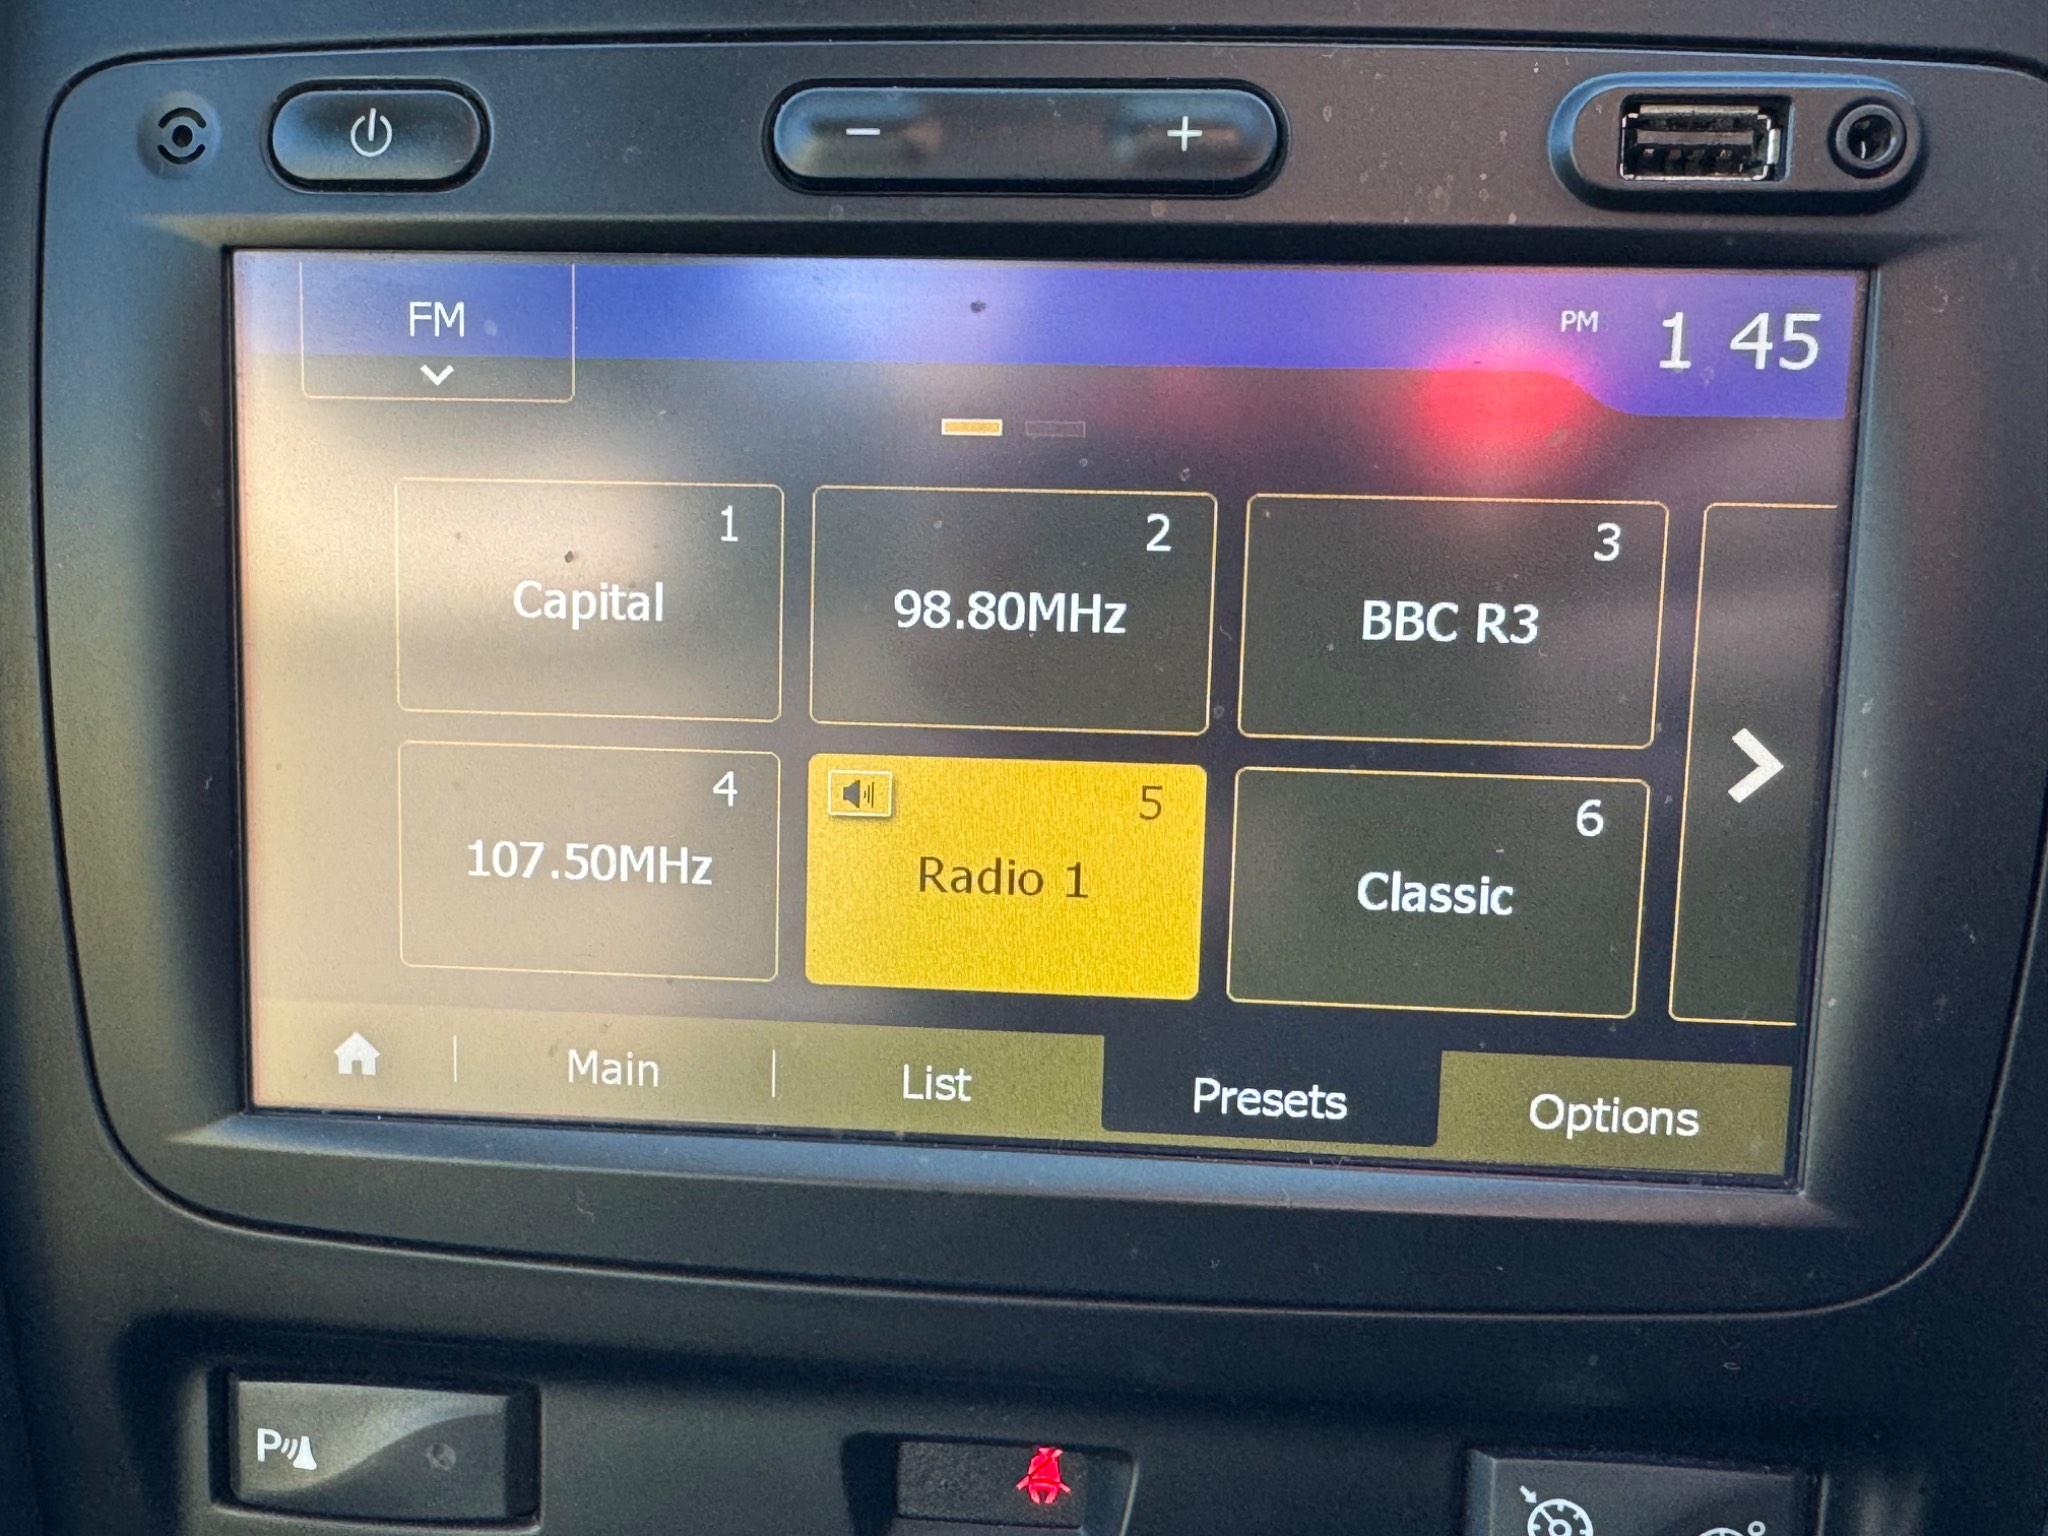 FM
PM 1 45
1
Capital
2
98.80MHz
3
BBC R3
4
107.50MHz
5
Radio 1
6
Classic
Main
List
Presets
Options
P